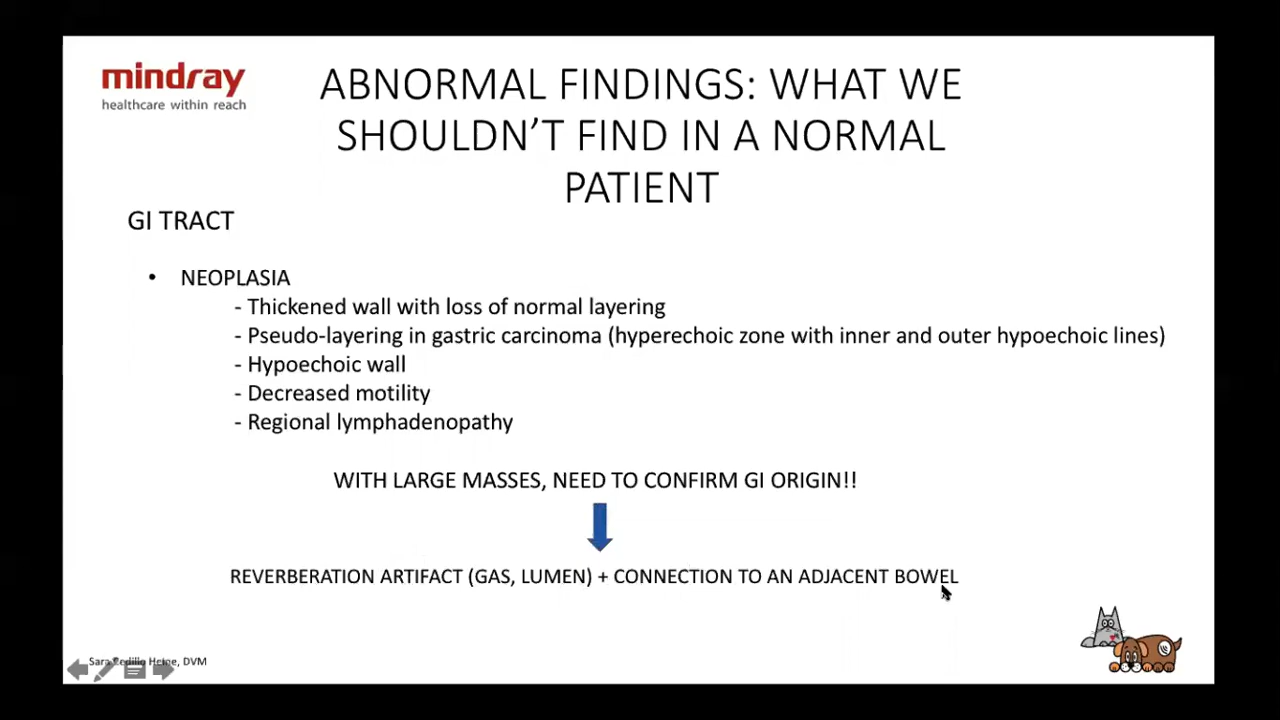 mindray
healthcare within reach
ABNORMAL FINDINGS: WHAT WE
SHOULDN'T FIND IN A NORMAL
PATIENT
GI TRACT
• NEOPLASIA
- Thickened wall with loss of normal layering
- Pseudo-layering in gastric carcinoma (hyperechoic zone with inner and outer hypoechoic lines)
- Hypoechoic wall
- Decreased motility
- Regional lymphadenopathy
WITH LARGE MASSES, NEED TO CONFIRM GI ORIGIN!!
REVERBERATION ARTIFACT (GAS, LUMEN) + CONNECTION TO AN ADJACENT BOWEL
Sara Cedillo DVM